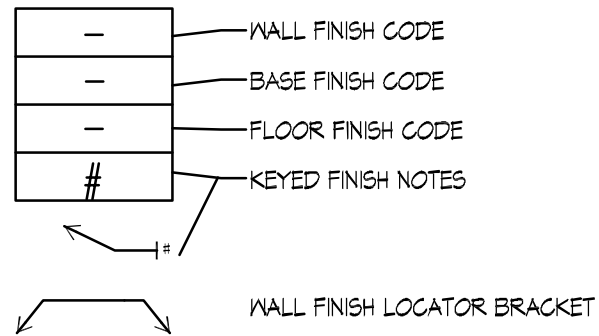 – WALL FINISH CODE
– BASE FINISH CODE
– FLOOR FINISH CODE
# KEYED FINISH NOTES
#
WALL FINISH LOCATOR BRACKET